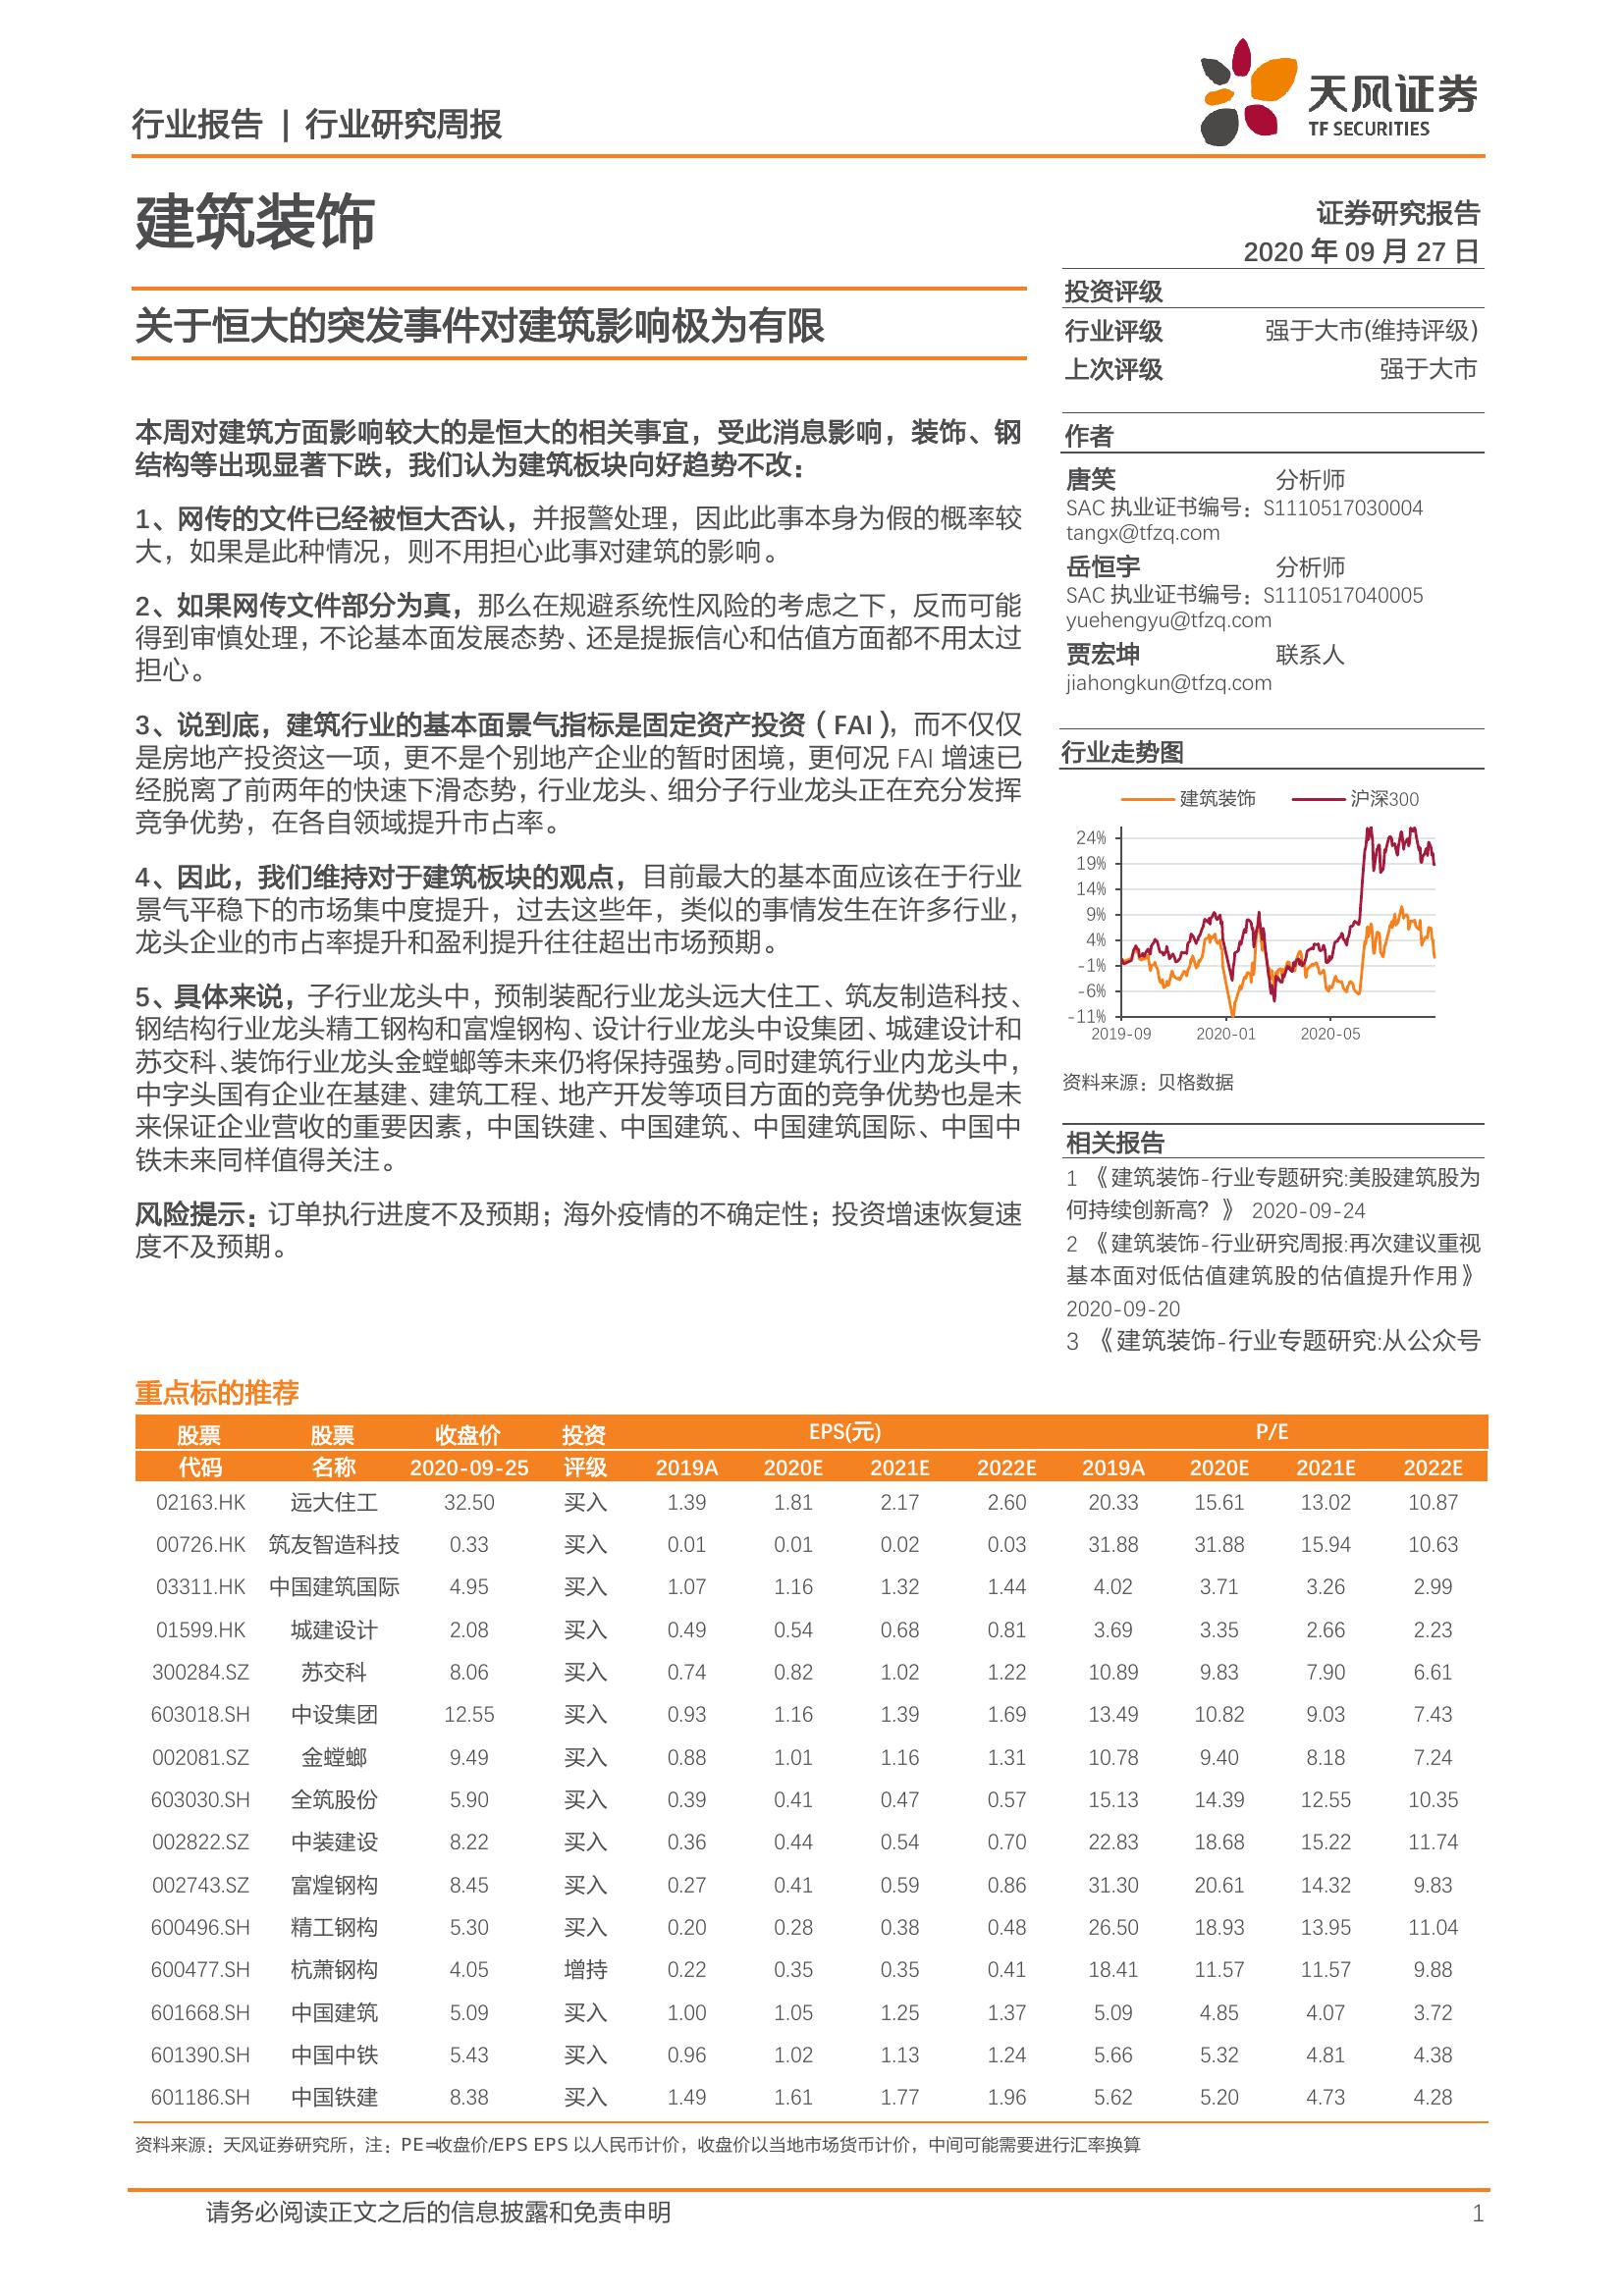 行业报告 | 行业研究周报
天风证券
TF SECURITIES
建筑装饰
证券研究报告
2020 年 09 月 27 日
关于恒大的突发事件对建筑影响极为有限
投资评级
行业评级 强于大市(维持评级)
上次评级 强于大市
本周对建筑方面影响较大的是恒大的相关事宜，受此消息影响，装饰、钢
结构等出现显著下跌，我们认为建筑板块向好趋势不改：
1、网传的文件已经被恒大否认，并报警处理，因此此事本身为假的概率较
大，如果是此种情况，则不用担心此事对建筑的影响。
2、如果网传文件部分为真，那么在规避系统性风险的考虑之下，反而可能
得到审慎处理，不论基本面发展态势、还是提振信心和估值方面都不用太过
担心。
3、说到底，建筑行业的基本面景气指标是固定资产投资（FAI），而不仅仅
是房地产投资这一项，更不是个别地产企业的暂时困境，更何况 FAI 增速已
经脱离了前两年的快速下滑态势，行业龙头、细分子行业龙头正在充分发挥
竞争优势，在各自领域提升市占率。
4、因此，我们维持对于建筑板块的观点，目前最大的基本面应该在于行业
景气平稳下的市场集中度提升，过去这些年，类似的事情发生在许多行业，
龙头企业的市占率提升和盈利提升往往超出市场预期。
5、具体来说，子行业龙头中，预制装配行业龙头远大住工、筑友制造科技、
钢结构行业龙头精工钢构和富煌钢构、设计行业龙头中设集团、城建设计和
苏交科、装饰行业龙头金螳螂等未来仍将保持强势。同时建筑行业内龙头中，
中字头国有企业在基建、建筑工程、地产开发等项目方面的竞争优势也是未
来保证企业营收的重要因素，中国铁建、中国建筑、中国建筑国际、中国中
铁未来同样值得关注。
风险提示：订单执行进度不及预期；海外疫情的不确定性；投资增速恢复速
度不及预期。
作者
唐笑 分析师
SAC 执业证书编号：S1110517030004
tangx@tfzq.com
岳恒宇 分析师
SAC 执业证书编号：S1110517040005
yuehengyu@tfzq.com
贾宏坤 联系人
jiahongkun@tfzq.com
行业走势图
建筑装饰 沪深300
24%
19%
14%
9%
4%
-1%
-6%
-11%
2019-09 2020-01 2020-05
资料来源：贝格数据
相关报告
1 《建筑装饰-行业专题研究:美股建筑股为
何持续创新高？》 2020-09-24
2 《建筑装饰-行业研究周报:再次建议重视
基本面对低估值建筑股的估值提升作用》
2020-09-20
3 《建筑装饰-行业专题研究:从公众号
重点标的推荐
股票 股票 收盘价 投资 EPS(元) P/E
代码 名称 2020-09-25 评级 2019A 2020E 2021E 2022E 2019A 2020E 2021E 2022E
02163.HK 远大住工 32.50 买入 1.39 1.81 2.17 2.60 20.33 15.61 13.02 10.87
00726.HK 筑友智造科技 0.33 买入 0.01 0.01 0.02 0.03 31.88 31.88 15.94 10.63
03311.HK 中国建筑国际 4.95 买入 1.07 1.16 1.32 1.44 4.02 3.71 3.26 2.99
01599.HK 城建设计 2.08 买入 0.49 0.54 0.68 0.81 3.69 3.35 2.66 2.23
300284.SZ 苏交科 8.06 买入 0.74 0.82 1.02 1.22 10.89 9.83 7.90 6.61
603018.SH 中设集团 12.55 买入 0.93 1.16 1.39 1.69 13.49 10.82 9.03 7.43
002081.SZ 金螳螂 9.49 买入 0.88 1.01 1.16 1.31 10.78 9.40 8.18 7.24
603030.SH 全筑股份 5.90 买入 0.39 0.41 0.47 0.57 15.13 14.39 12.55 10.35
002822.SZ 中装建设 8.22 买入 0.36 0.44 0.54 0.70 22.83 18.68 15.22 11.74
002743.SZ 富煌钢构 8.45 买入 0.27 0.41 0.59 0.86 31.30 20.61 14.32 9.83
600496.SH 精工钢构 5.30 买入 0.20 0.28 0.38 0.48 26.50 18.93 13.95 11.04
600477.SH 杭萧钢构 4.05 增持 0.22 0.35 0.35 0.41 18.41 11.57 11.57 9.88
601668.SH 中国建筑 5.09 买入 1.00 1.05 1.25 1.37 5.09 4.85 4.07 3.72
601390.SH 中国中铁 5.43 买入 0.96 1.02 1.13 1.24 5.66 5.32 4.81 4.38
601186.SH 中国铁建 8.38 买入 1.49 1.61 1.77 1.96 5.62 5.20 4.73 4.28
资料来源：天风证券研究所，注：PE=收盘价/EPS EPS 以人民币计价，收盘价以当地市场货币计价，中间可能需要进行汇率换算
请务必阅读正文之后的信息披露和免责申明 1